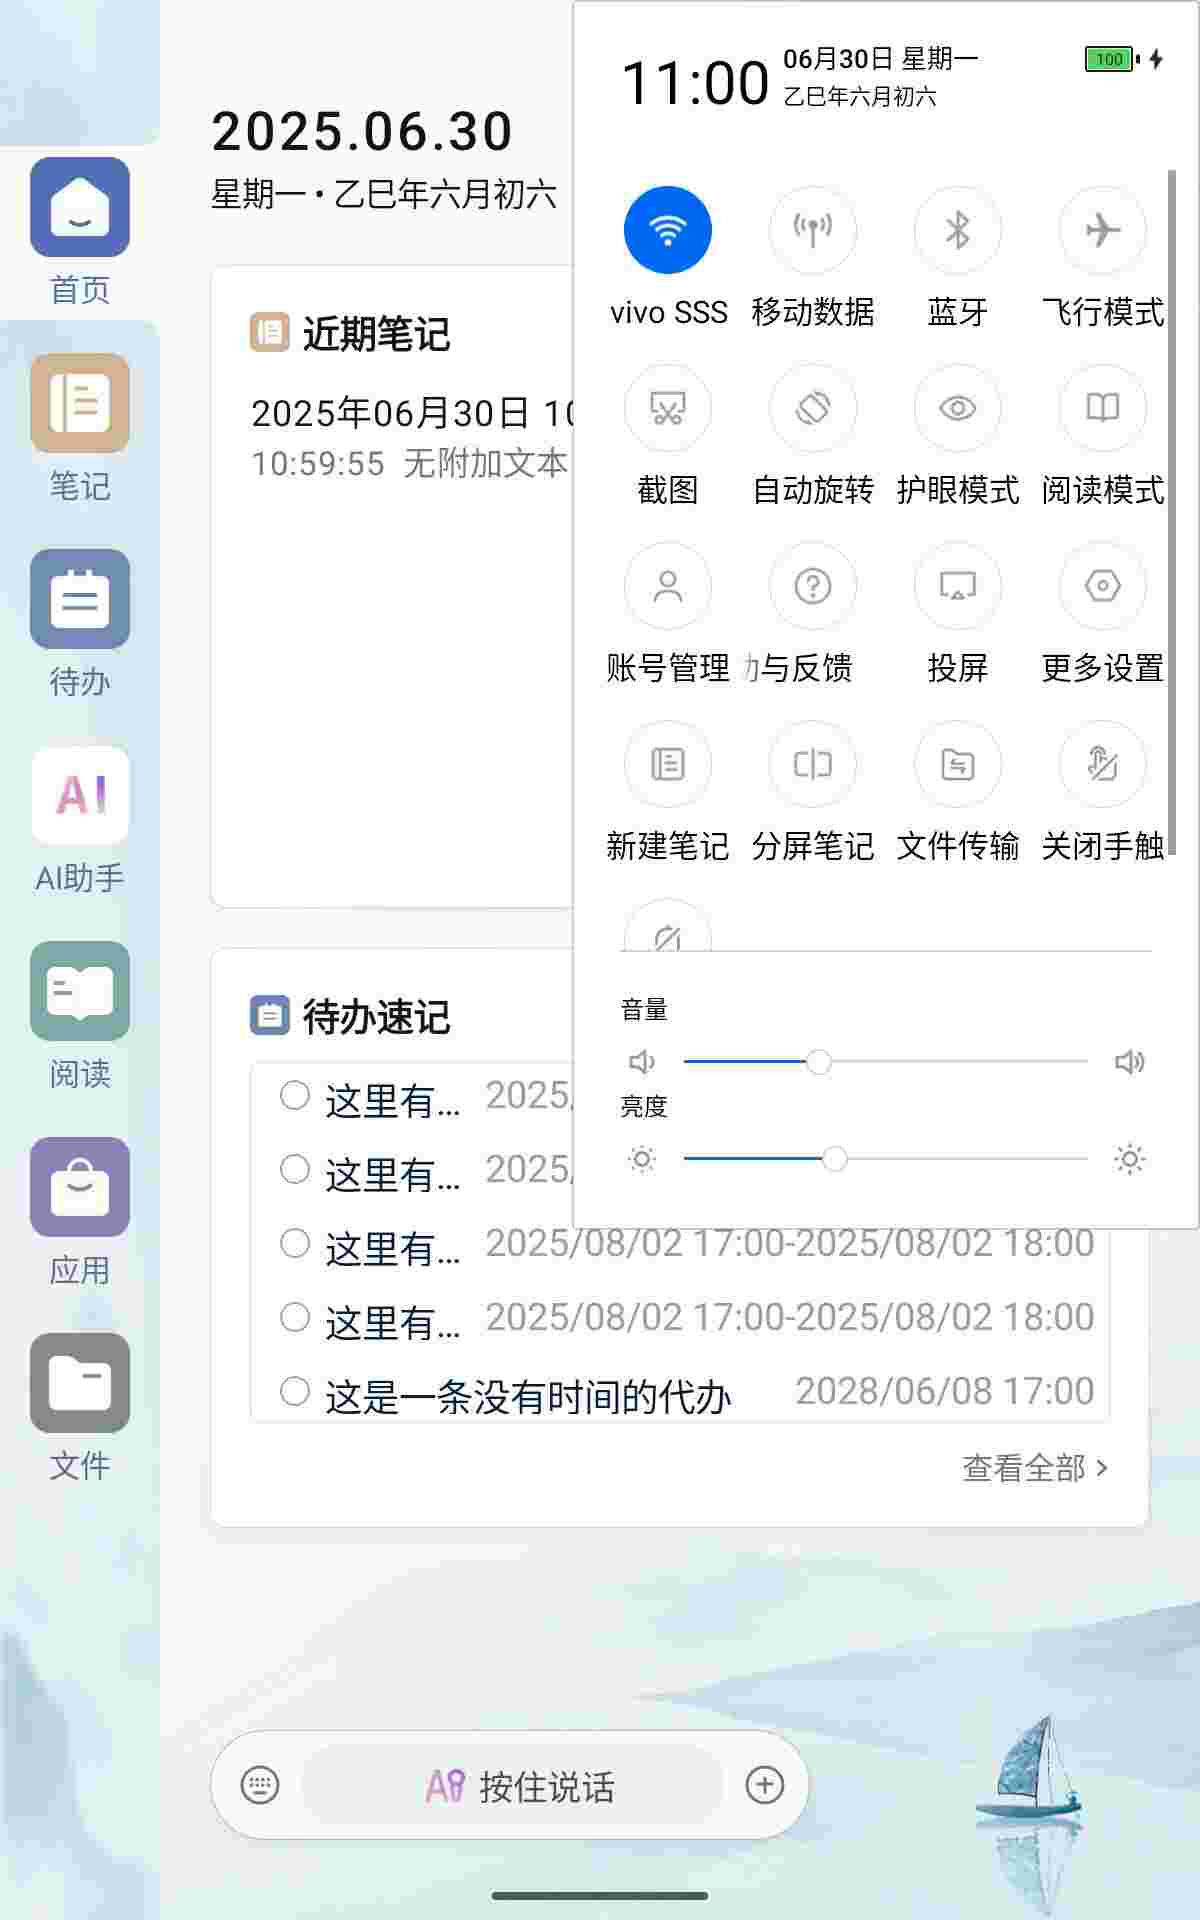 首页
笔记
待办
AI
AI助手
阅读
应用
文件
2025.06.30
星期一 • 乙巳年六月初六
近期笔记
2025年06月30日 10
10:59:55 无附加文本
待办速记
这里有... 2025/
这里有... 2025/
这里有... 2025/08/02 17:00-2025/08/02 18:00
这里有... 2025/08/02 17:00-2025/08/02 18:00
这是一条没有时间的代办 2028/06/08 17:00
查看全部
按住说话
11:00
06月30日 星期一
乙巳年六月初六
100
vivo SSS 移动数据 蓝牙 飞行模式
截图 自动旋转 护眼模式 阅读模式
账号管理 与反馈 投屏 更多设置
新建笔记 分屏笔记 文件传输 关闭手触
音量
亮度